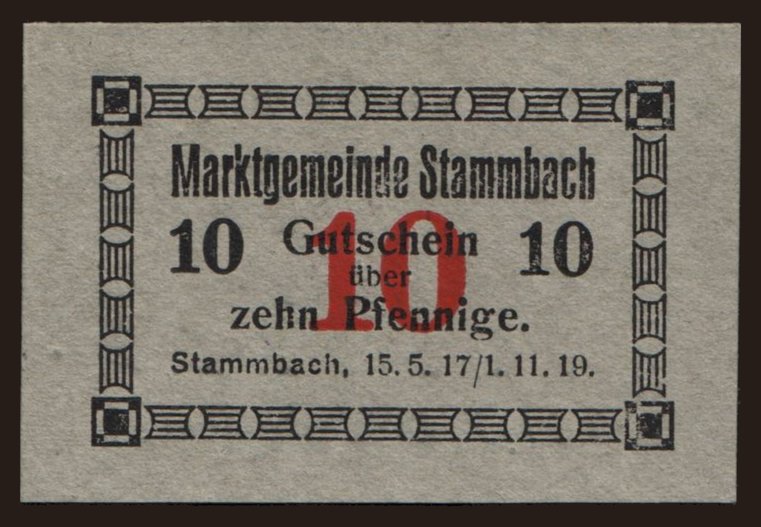 Marktgemeinde Stammbach
10 Gutschein 10
über
10
zehn Pfennige.
Stammbach, 15. 5. 17/1. 11. 19.